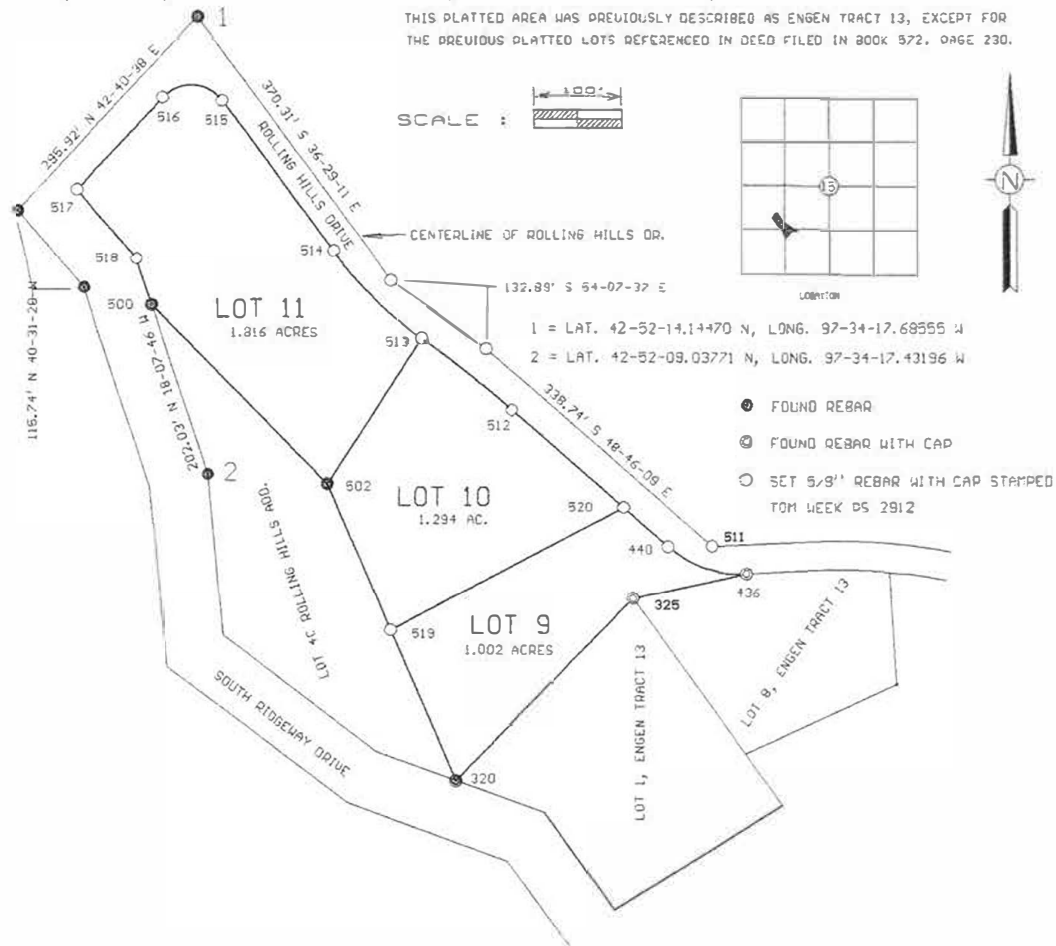 THIS PLATTED AREA WAS PREVIOUSLY DESCRIBED AS ENGEN TRACT 13, EXCEPT FOR
THE PREVIOUS PLATTED LOTS REFERENCED IN DEED FILED IN BOOK 572, PAGE 230.
1
295.92' N 42-40-38 E
370.31' S 36-29-11 E
SCALE :
100'
516
515
ROLLING HILLS DRIVE
15
N
517
514
CENTERLINE OF ROLLING HILLS DR.
518
132.89' S 54-07-37 E
LOCATION
500
LOT 11
1.816 ACRES
1 = LAT. 42-52-14.14470 N, LONG. 97-34-17.68555 W
2 = LAT. 42-52-09.03771 N, LONG. 97-34-17.43196 W
513
116.74' N 40-31-28 W
202.03' N 18-07-46 W
338.74' S 48-46-09 E
FOUND REBAR
512
FOUND REBAR WITH CAP
2
502
LOT 10
1.294 AC.
520
SET 5/8'' REBAR WITH CAP STAMPED
TOM WEEK PS 2912
440
511
LOT 4C ROLLING HILLS ADD.
436
325
519
LOT 9
1.002 ACRES
LOT 8, ENGEN TRACT 13
LOT 1, ENGEN TRACT 13
SOUTH RIDGEWAY DRIVE
320